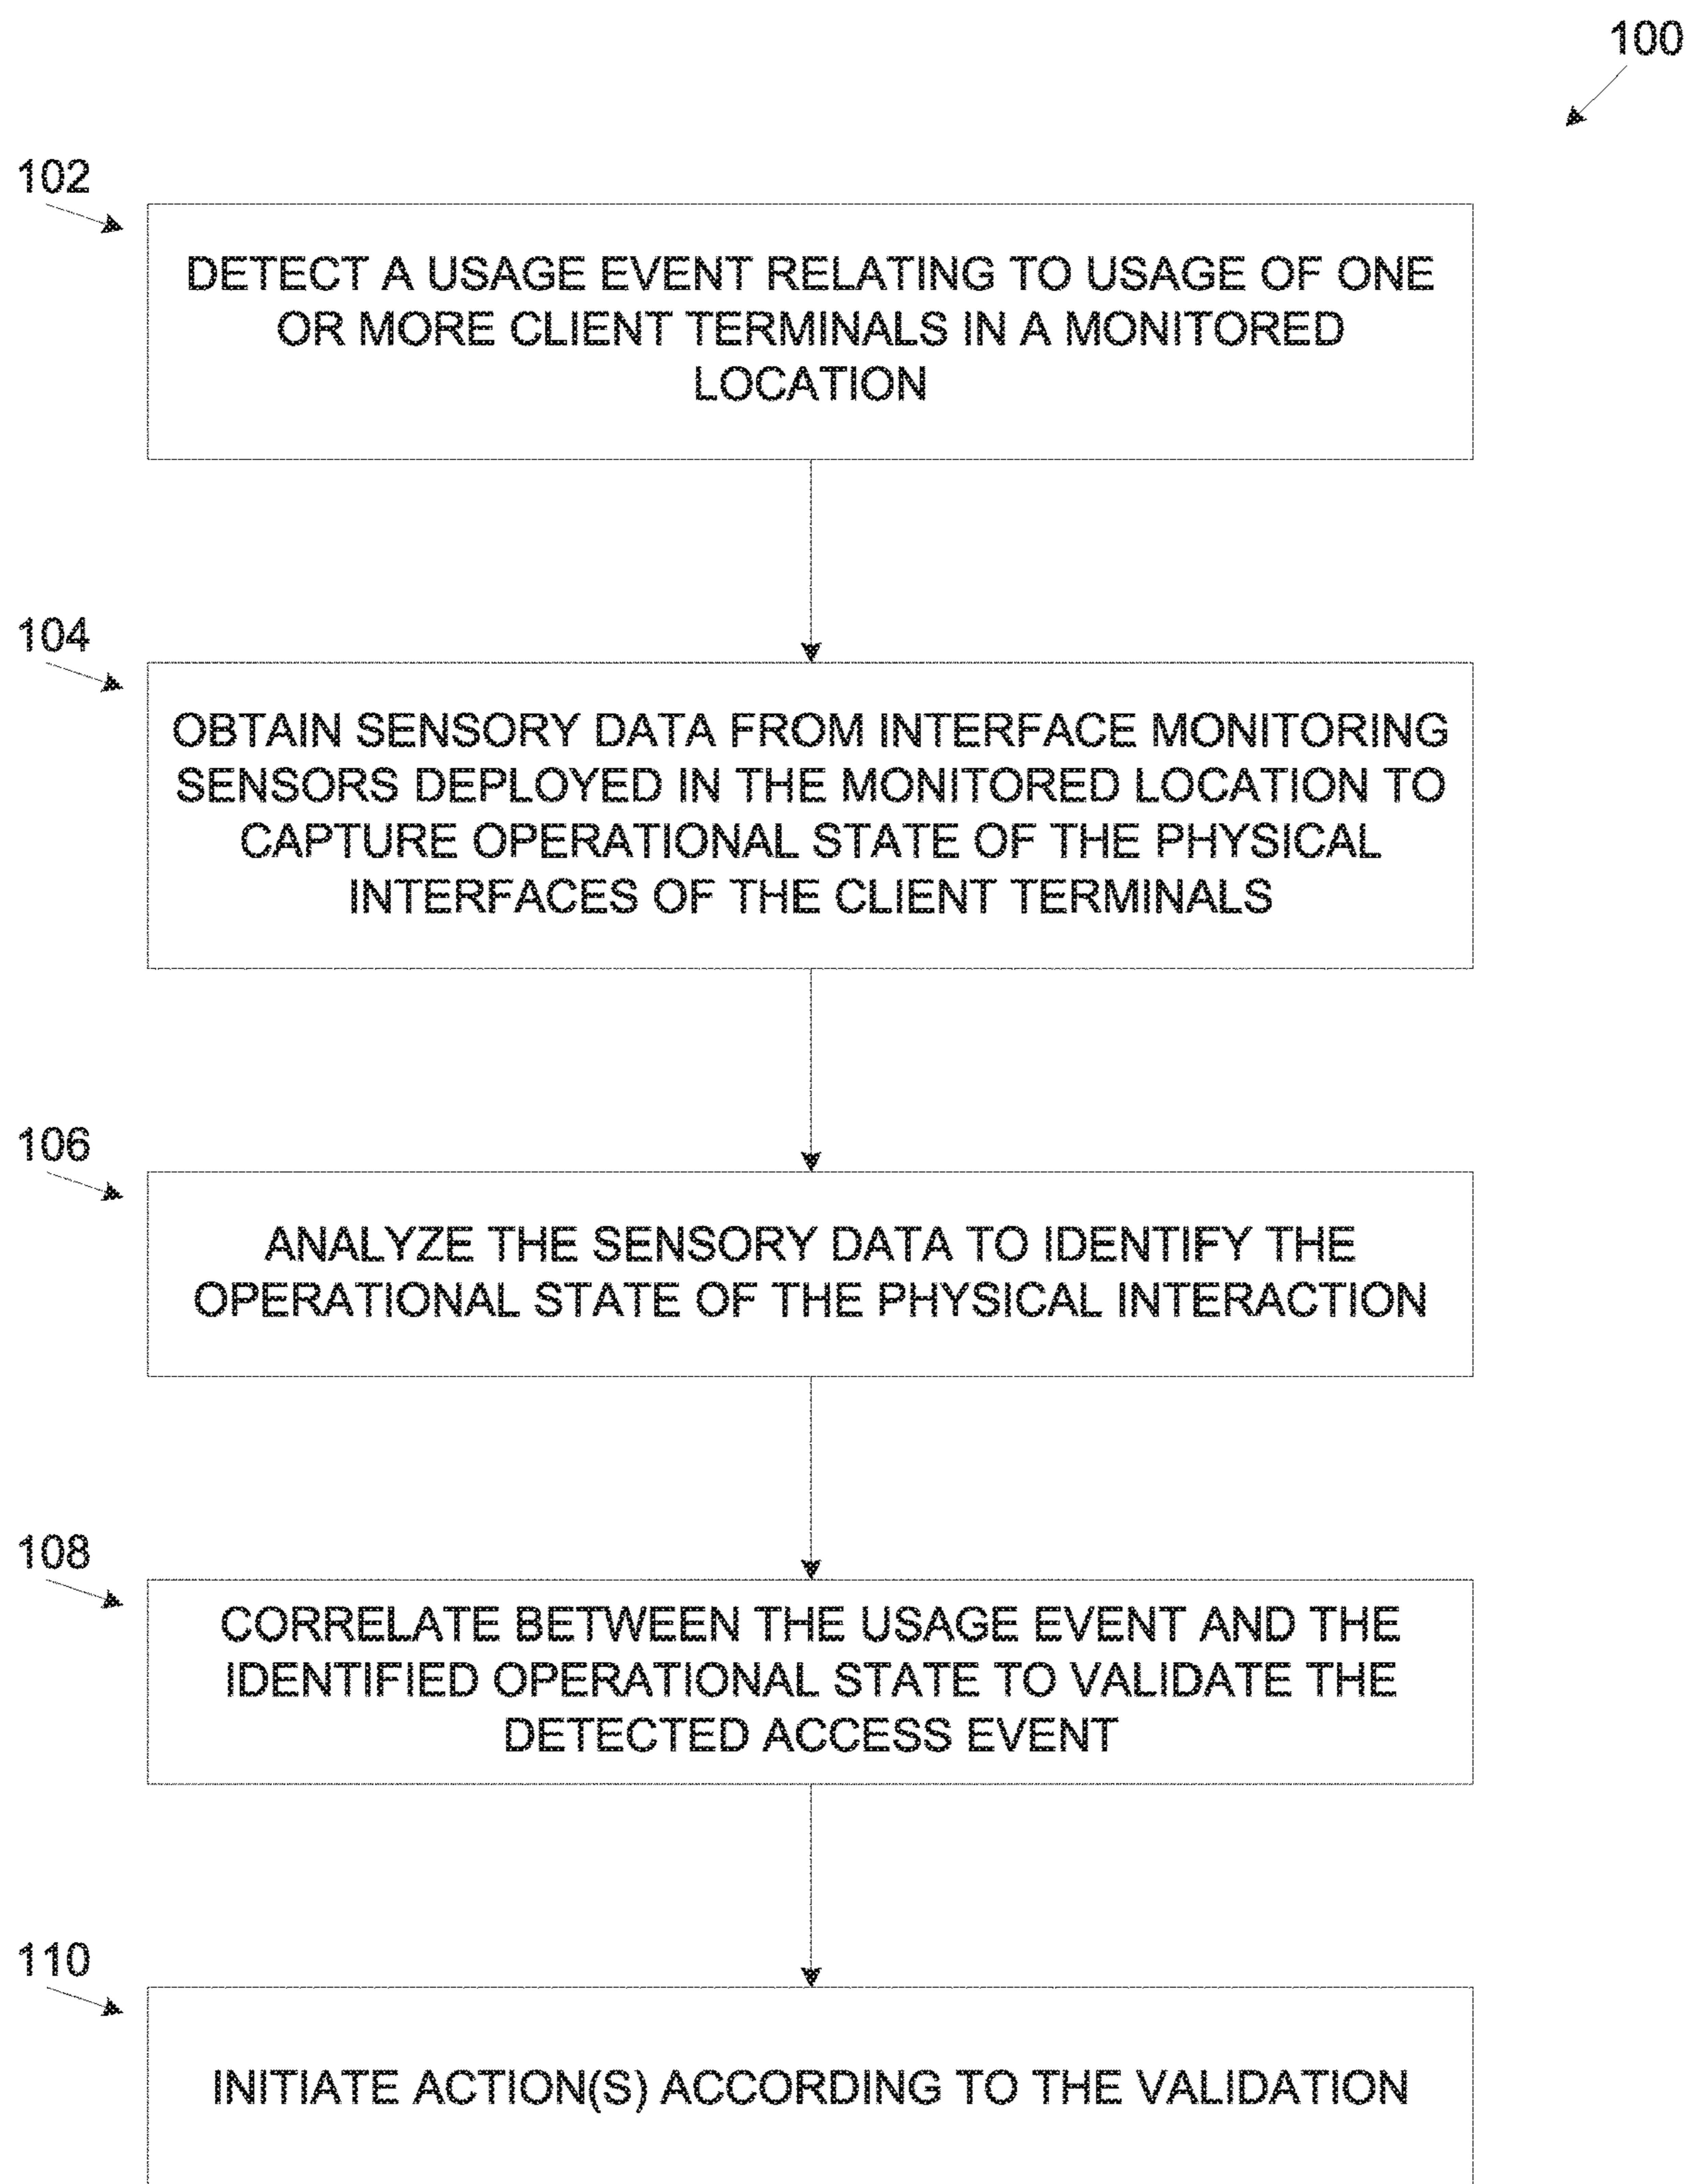 100
102
DETECT A USAGE EVENT RELATING TO USAGE OF ONE
OR MORE CLIENT TERMINALS IN A MONITORED
LOCATION
104
OBTAIN SENSORY DATA FROM INTERFACE MONITORING
SENSORS DEPLOYED IN THE MONITORED LOCATION TO
CAPTURE OPERATIONAL STATE OF THE PHYSICAL
INTERFACES OF THE CLIENT TERMINALS
106
ANALYZE THE SENSORY DATA TO IDENTIFY THE
OPERATIONAL STATE OF THE PHYSICAL INTERACTION
108
CORRELATE BETWEEN THE USAGE EVENT AND THE
IDENTIFIED OPERATIONAL STATE TO VALIDATE THE
DETECTED ACCESS EVENT
110
INITIATE ACTION(S) ACCORDING TO THE VALIDATION